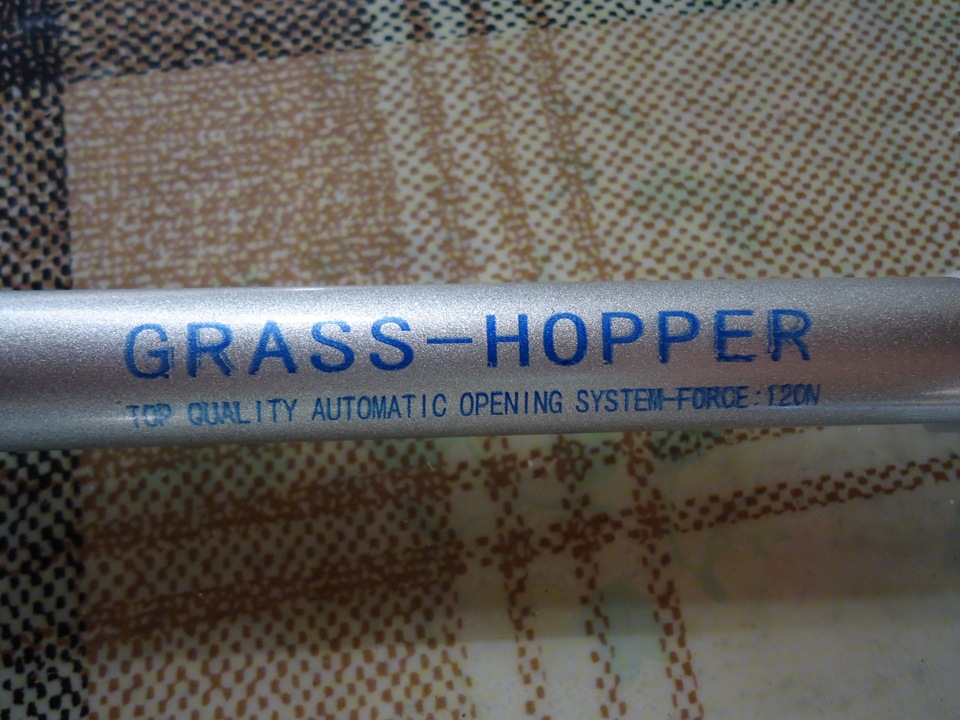 GRASS-HOPPER
TOP QUALITY AUTOMATIC OPENING SYSTEM-FORCE:120N